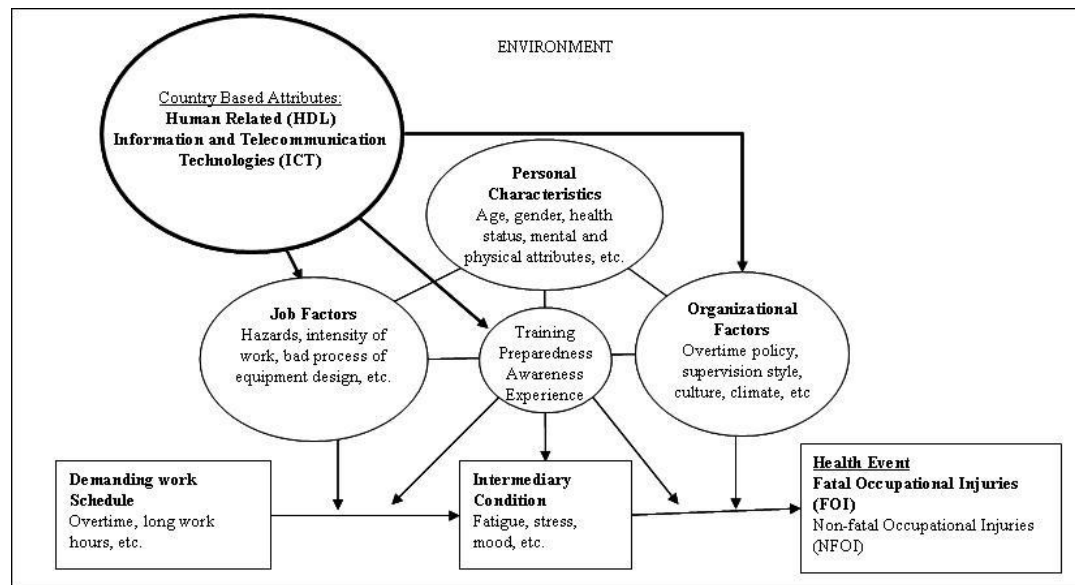 ENVIRONMENT
Country Based Attributes:
Human Related (HDL)
Information and Telecommunication
Technologies (ICT)
Personal
Characteristics
Age, gender, health
status, mental and
physical attributes, etc.
Job Factors
Hazards, intensity of
work, bad process of
equipment design, etc.
Training
Preparedness
Awareness
Experience
Organizational
Factors
Overtime policy,
supervision style,
culture, climate, etc
Demanding work
Schedule
Overtime, long work
hours, etc.
Intermediary
Condition
Fatigue, stress,
mood, etc.
Health Event
Fatal Occupational Injuries
(FOI)
Non-fatal Occupational Injuries
(NFOI)